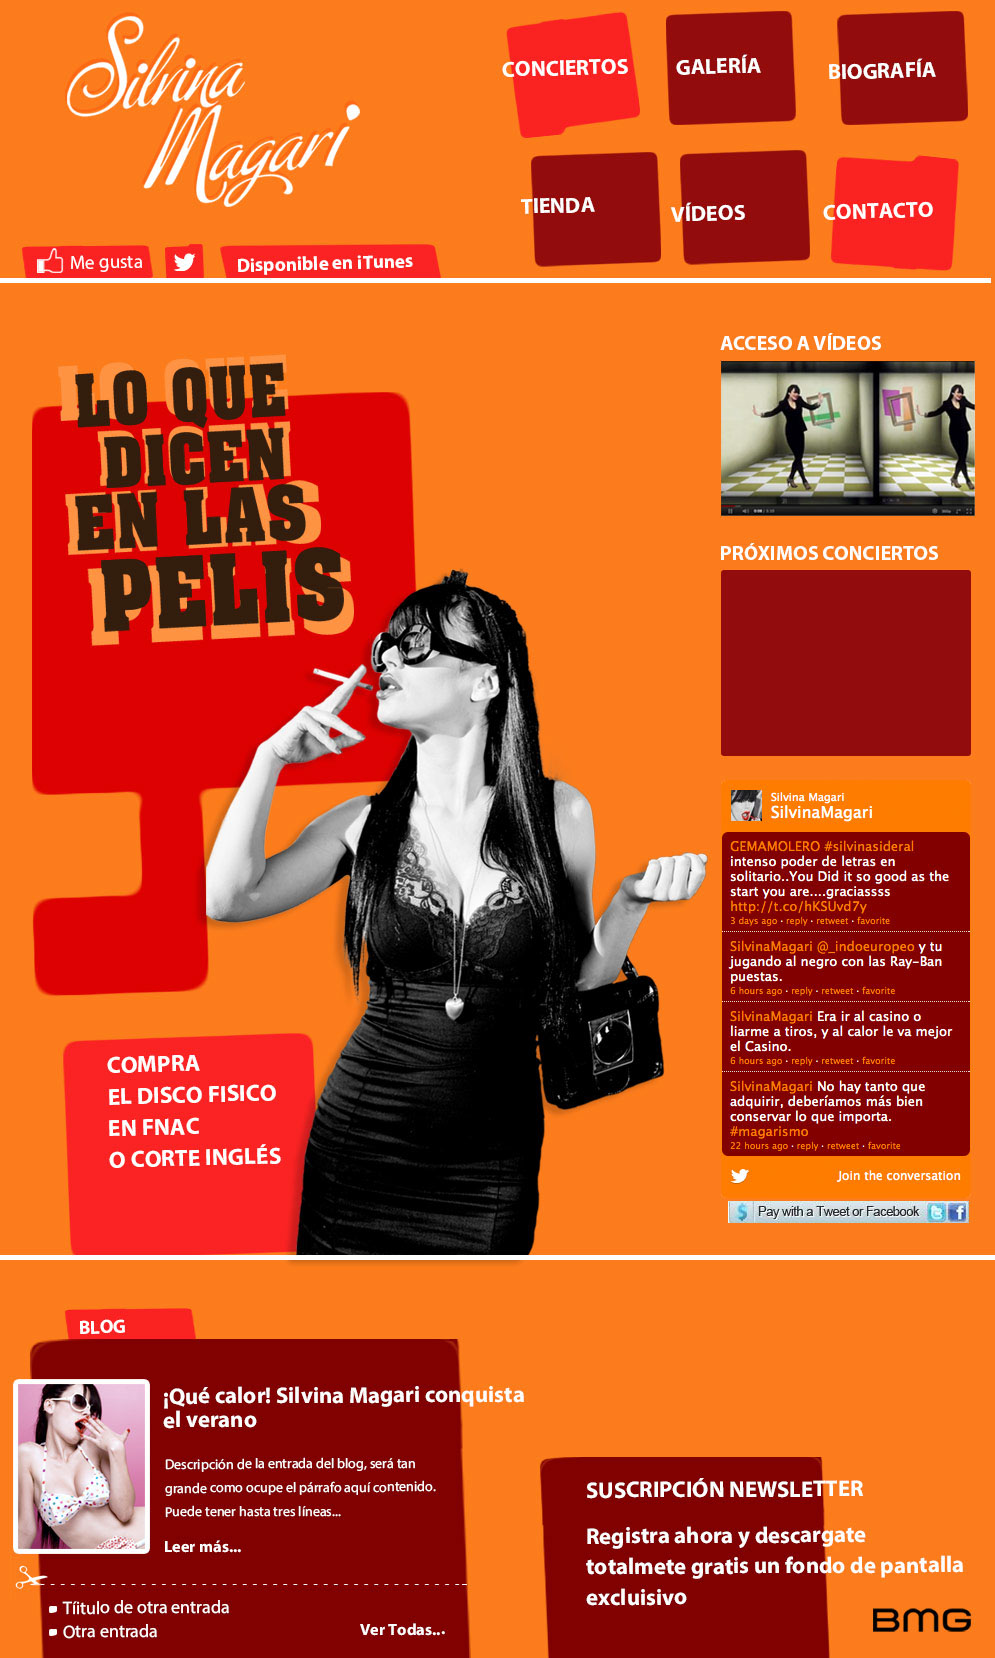 Silvina
Magari
CONCIERTOS
GALERÍA
BIOGRAFÍA
TIENDA
VÍDEOS
CONTACTO
Me gusta
Disponible en iTunes
LO QUE
DICEN
EN LAS
PELIS
COMPRA
EL DISCO FISICO
EN FNAC
O CORTE INGLÉS
ACCESO A VÍDEOS
PRÓXIMOS CONCIERTOS
Silvina Magari
SilvinaMagari
GEMAMOLERO #silvinasideral
intenso poder de letras en
solitario..You Did it so good as the
start you are....graciassss
http://t.co/hKSUvd7y
3 days ago · reply · retweet · favorite
SilvinaMagari @_indoeuropeo y tu
jugando al negro con las Ray-Ban
puestas.
6 hours ago · reply · retweet · favorite
SilvinaMagari Era ir al casino o
liarme a tiros, y al calor le va mejor
el Casino.
6 hours ago · reply · retweet · favorite
SilvinaMagari No hay tanto que
adquirir, deberíamos más bien
conservar lo que importa.
#magarismo
22 hours ago · reply · retweet · favorite
Join the conversation
Pay with a Tweet or Facebook
BLOG
¡Qué calor! Silvina Magari conquista
el verano
Descripción de la entrada del blog, será tan
grande como ocupe el párrafo aquí contenido.
Puede tener hasta tres líneas...
Leer más...
Tíitulo de otra entrada
Otra entrada
Ver Todas...
SUSCRIPCIÓN NEWSLETTER
Registra ahora y descargate
totalmete gratis un fondo de pantalla
excluisivo
BMG